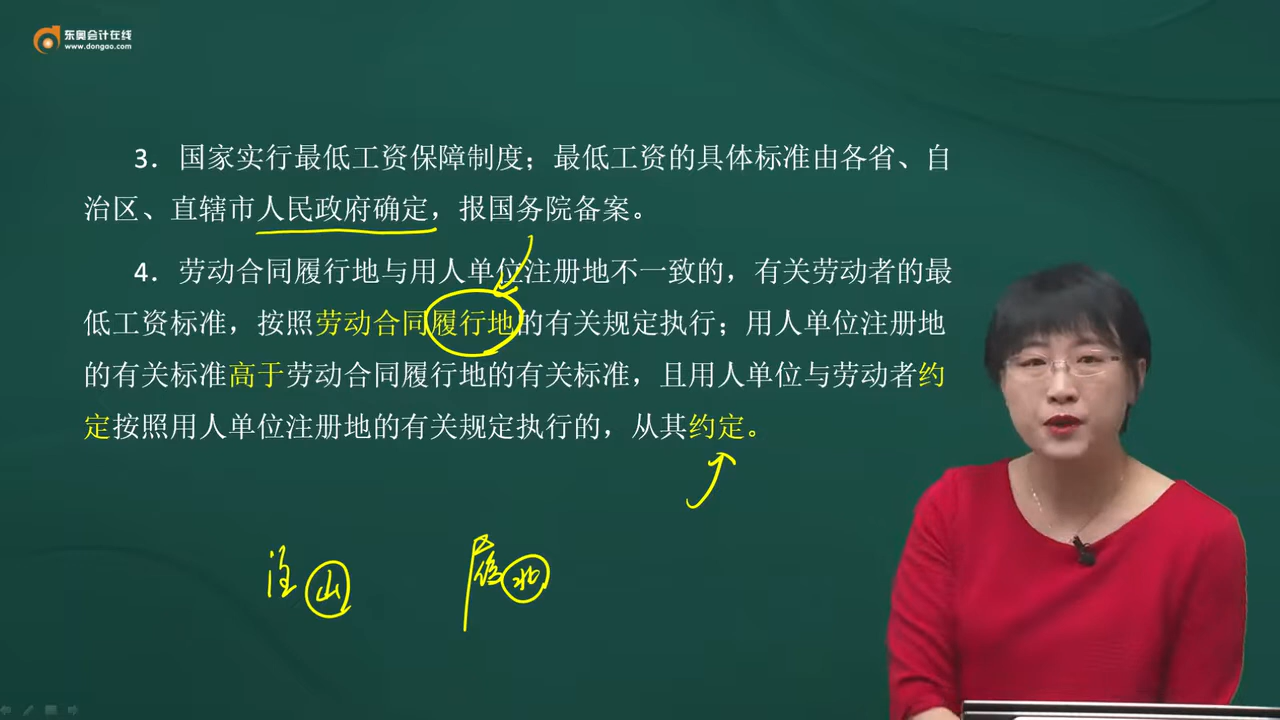 东奥会计在线
www.dongao.com
3．国家实行最低工资保障制度；最低工资的具体标准由各省、自
治区、直辖市人民政府确定，报国务院备案。
4．劳动合同履行地与用人单位注册地不一致的，有关劳动者的最
低工资标准，按照劳动合同履行地的有关规定执行；用人单位注册地
的有关标准高于劳动合同履行地的有关标准，且用人单位与劳动者约
定按照用人单位注册地的有关规定执行的，从其约定。
注 山 履 北